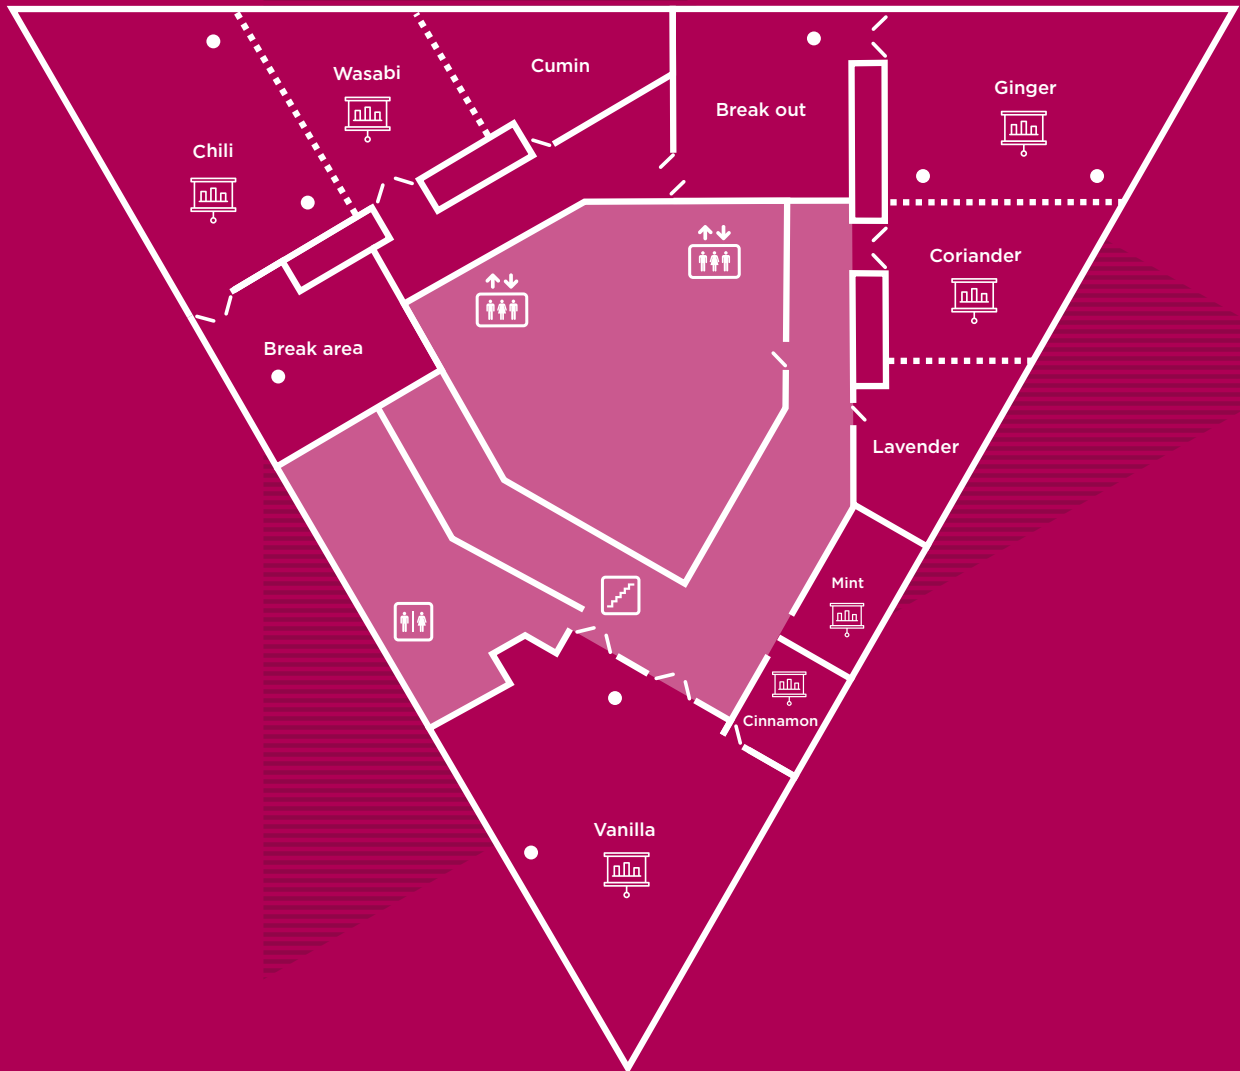 Cumin
Wasabi
Ginger
Break out
Chili
Coriander
Break area
Lavender
Mint
Cinnamon
Vanilla